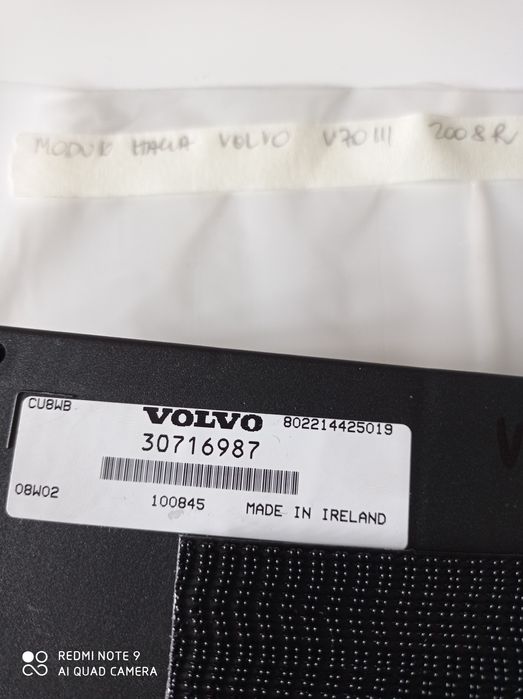 MODUŁ HAKA VOLVO V70 III 2008R
CU8WB
VOLVO
802214425019
30716987
08W02
100845
MADE IN IRELAND
REDMI NOTE 9
AI QUAD CAMERA